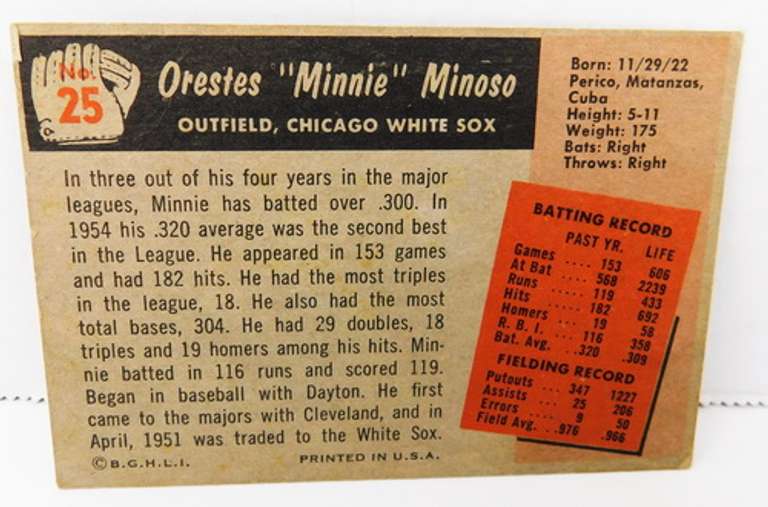 No.
25
Orestes "Minnie" Minoso
OUTFIELD, CHICAGO WHITE SOX
Born: 11/29/22
Perico, Matanzas,
Cuba
Height: 5-11
Weight: 175
Bats: Right
Throws: Right
In three out of his four years in the major
leagues, Minnie has batted over .300. In
1954 his .320 average was the second best
in the League. He appeared in 153 games
and had 182 hits. He had the most triples
in the league, 18. He also had the most
total bases, 304. He had 29 doubles, 18
triples and 19 homers among his hits. Min-
nie batted in 116 runs and scored 119.
Began in baseball with Dayton. He first
came to the majors with Cleveland, and in
April, 1951 was traded to the White Sox.
©B.G.H.L.I. PRINTED IN U.S.A.
BATTING RECORD
PAST YR. LIFE
Games .... 153 606
At Bat .... 568 2239
Runs ..... 119 433
Hits ..... 182 692
Homers .... 19 58
R. B. I. .... 116 358
Bat. Avg. .. .320 .309
FIELDING RECORD
Putouts ... 347 1227
Assists .... 25 206
Errors .... 9 50
Field Avg. . .976 .966